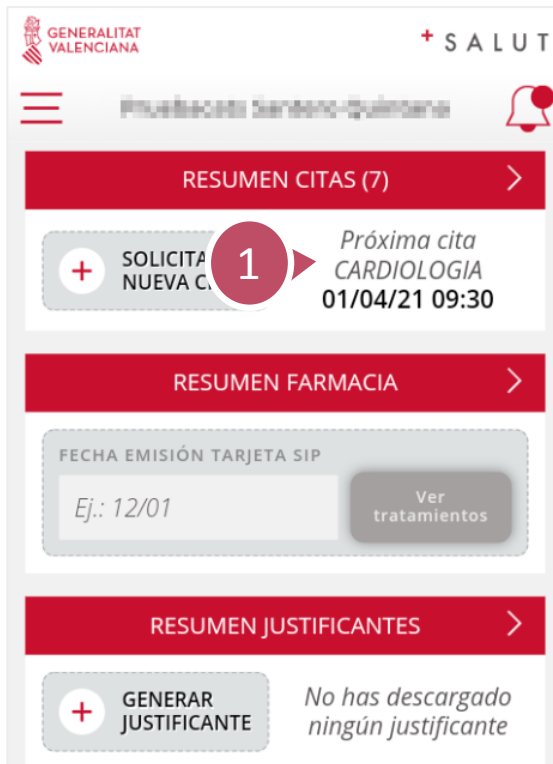 GENERALITAT
VALENCIANA
+ SALUT
RESUMEN CITAS (7)
SOLICITA
NUEVA C
1
Próxima cita
CARDIOLOGIA
01/04/21 09:30
RESUMEN FARMACIA
FECHA EMISIÓN TARJETA SIP
Ej.: 12/01
Ver
tratamientos
RESUMEN JUSTIFICANTES
GENERAR
JUSTIFICANTE
No has descargado
ningún justificante